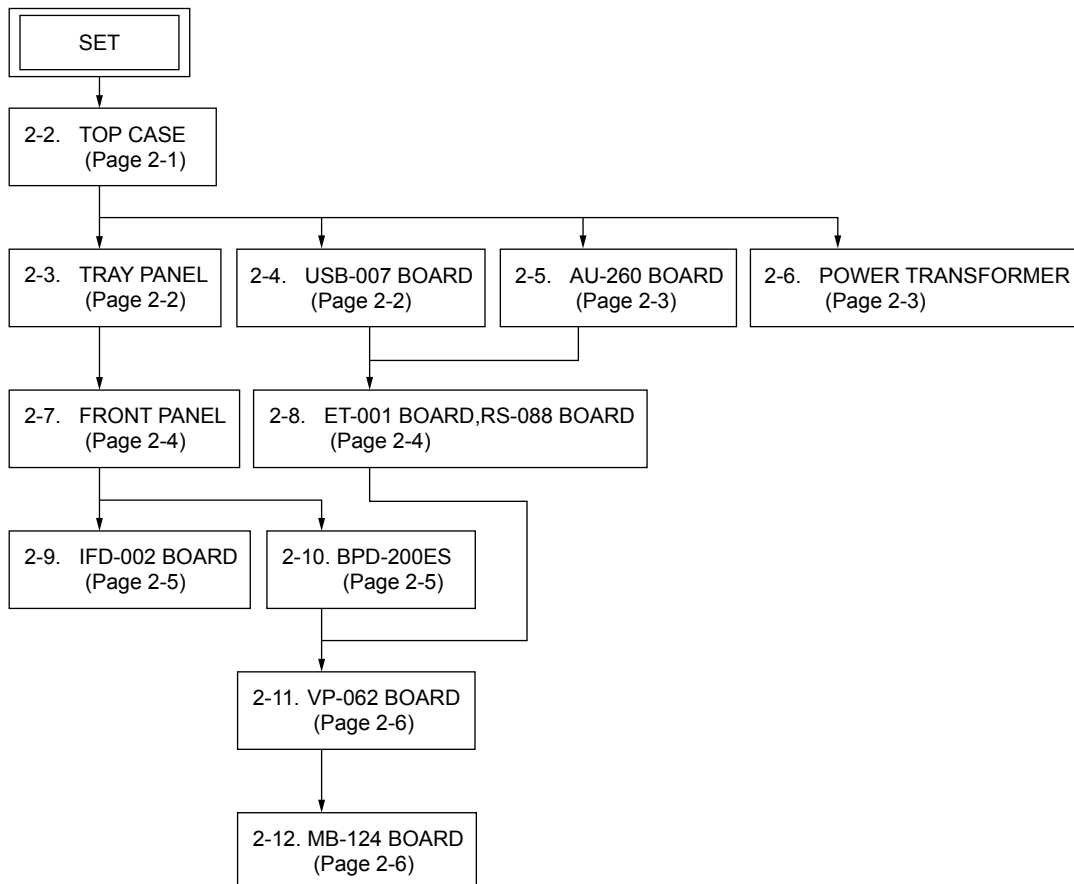 SET
2-2. TOP CASE
(Page 2-1)
2-3. TRAY PANEL
(Page 2-2)
2-4. USB-007 BOARD
(Page 2-2)
2-5. AU-260 BOARD
(Page 2-3)
2-6. POWER TRANSFORMER
(Page 2-3)
2-7. FRONT PANEL
(Page 2-4)
2-8. ET-001 BOARD,RS-088 BOARD
(Page 2-4)
2-9. IFD-002 BOARD
(Page 2-5)
2-10. BPD-200ES
(Page 2-5)
2-11. VP-062 BOARD
(Page 2-6)
2-12. MB-124 BOARD
(Page 2-6)